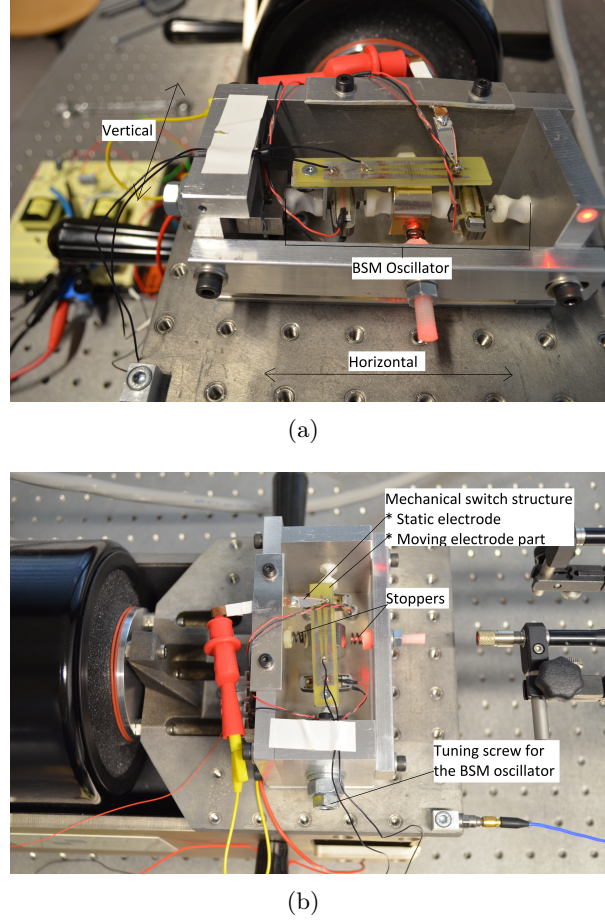 Vertical
BSM Oscillator
Horizontal
(a)
Mechanical switch structure
* Static electrode
* Moving electrode part
Stoppers
Tuning screw for
the BSM oscillator
(b)